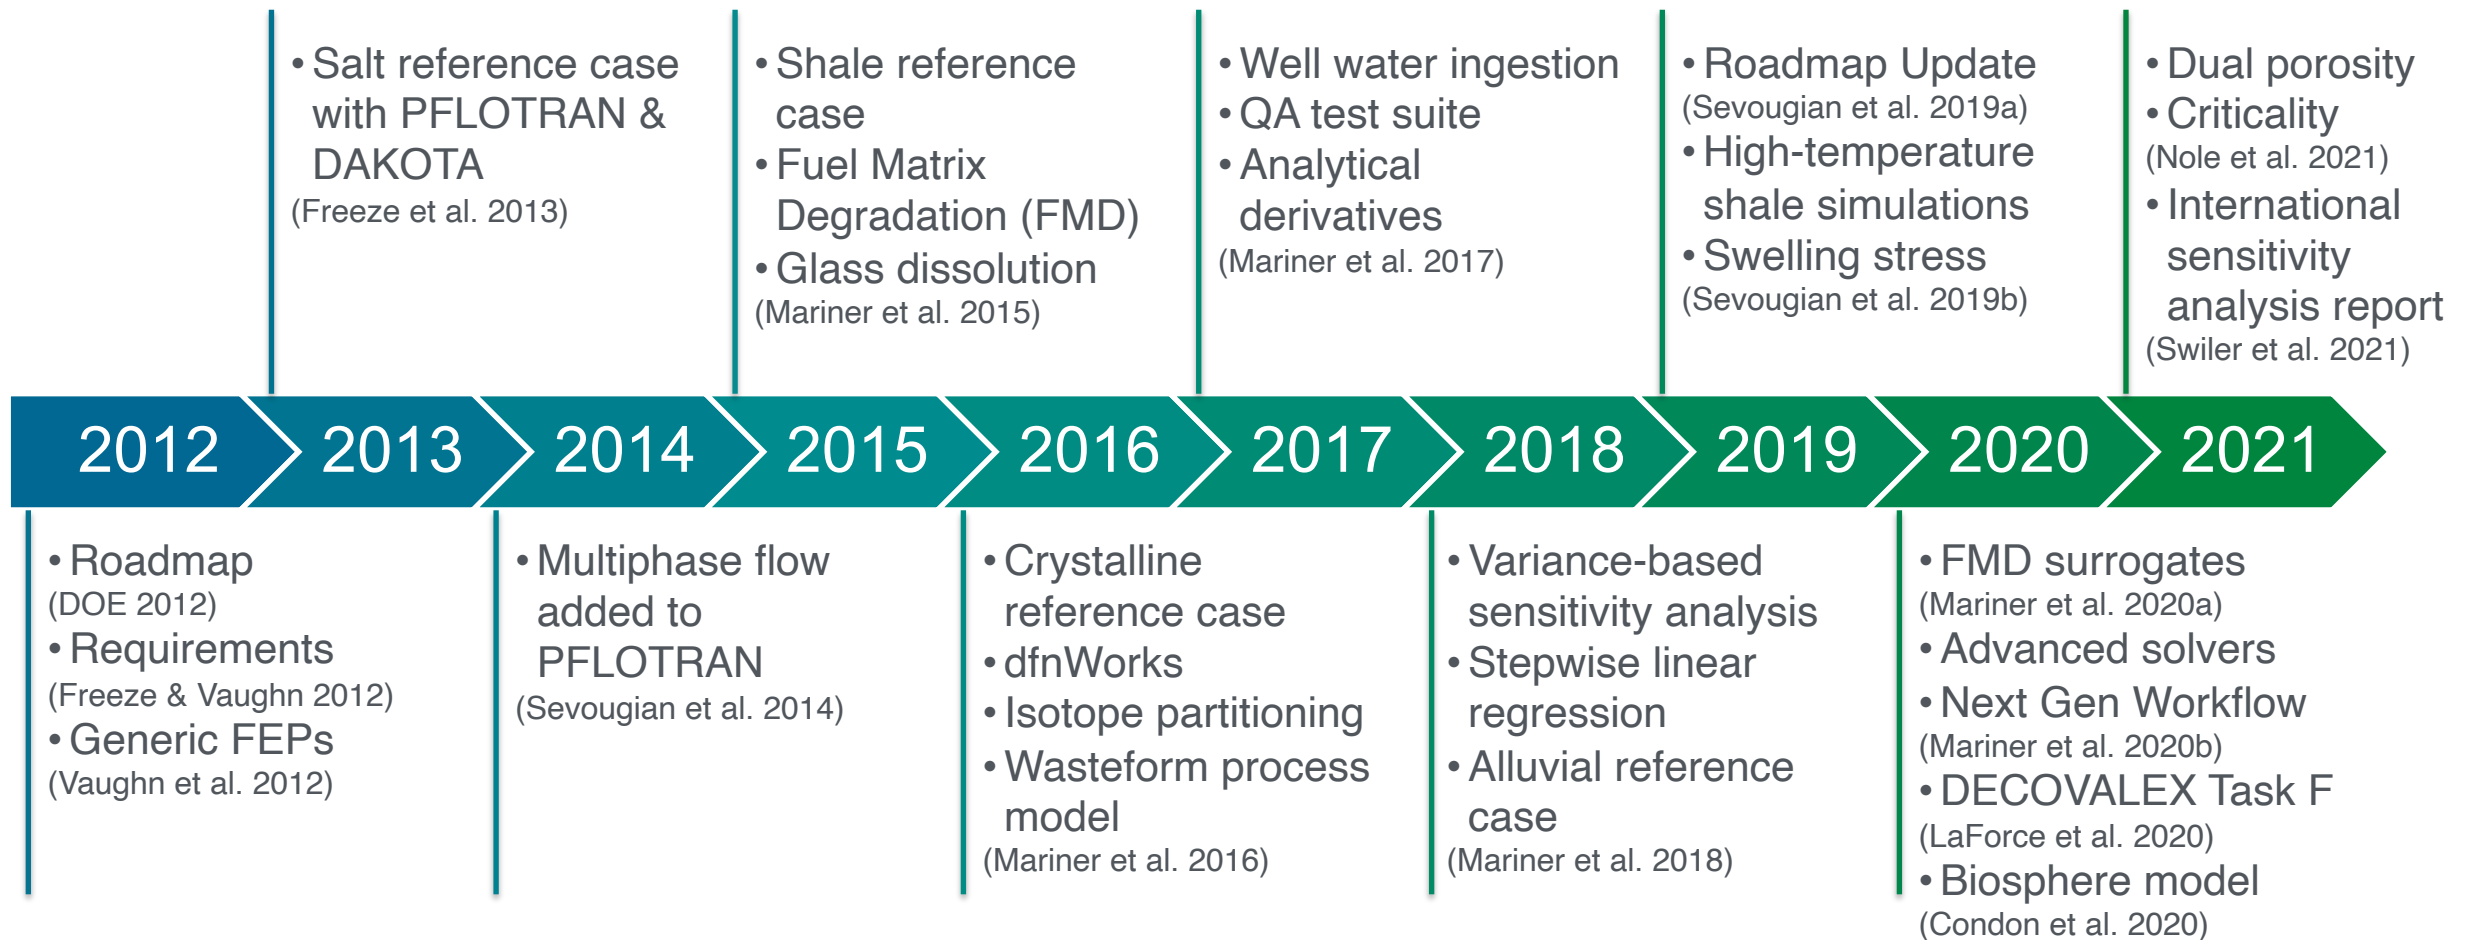 • Salt reference case
with PFLOTRAN &
DAKOTA
(Freeze et al. 2013)
• Shale reference
case
• Fuel Matrix
Degradation (FMD)
• Glass dissolution
(Mariner et al. 2015)
• Well water ingestion
• QA test suite
• Analytical
derivatives
(Mariner et al. 2017)
• Roadmap Update
(Sevougian et al. 2019a)
• High-temperature
shale simulations
• Swelling stress
(Sevougian et al. 2019b)
• Dual porosity
• Criticality
(Nole et al. 2021)
• International
sensitivity
analysis report
(Swiler et al. 2021)
2012
2013
2014
2015
2016
2017
2018
2019
2020
2021
• Roadmap
(DOE 2012)
• Requirements
(Freeze & Vaughn 2012)
• Generic FEPs
(Vaughn et al. 2012)
• Multiphase flow
added to
PFLOTRAN
(Sevougian et al. 2014)
• Crystalline
reference case
• dfnWorks
• Isotope partitioning
• Wasteform process
model
(Mariner et al. 2016)
• Variance-based
sensitivity analysis
• Stepwise linear
regression
• Alluvial reference
case
(Mariner et al. 2018)
• FMD surrogates
(Mariner et al. 2020a)
• Advanced solvers
• Next Gen Workflow
(Mariner et al. 2020b)
• DECOVALEX Task F
(LaForce et al. 2020)
• Biosphere model
(Condon et al. 2020)